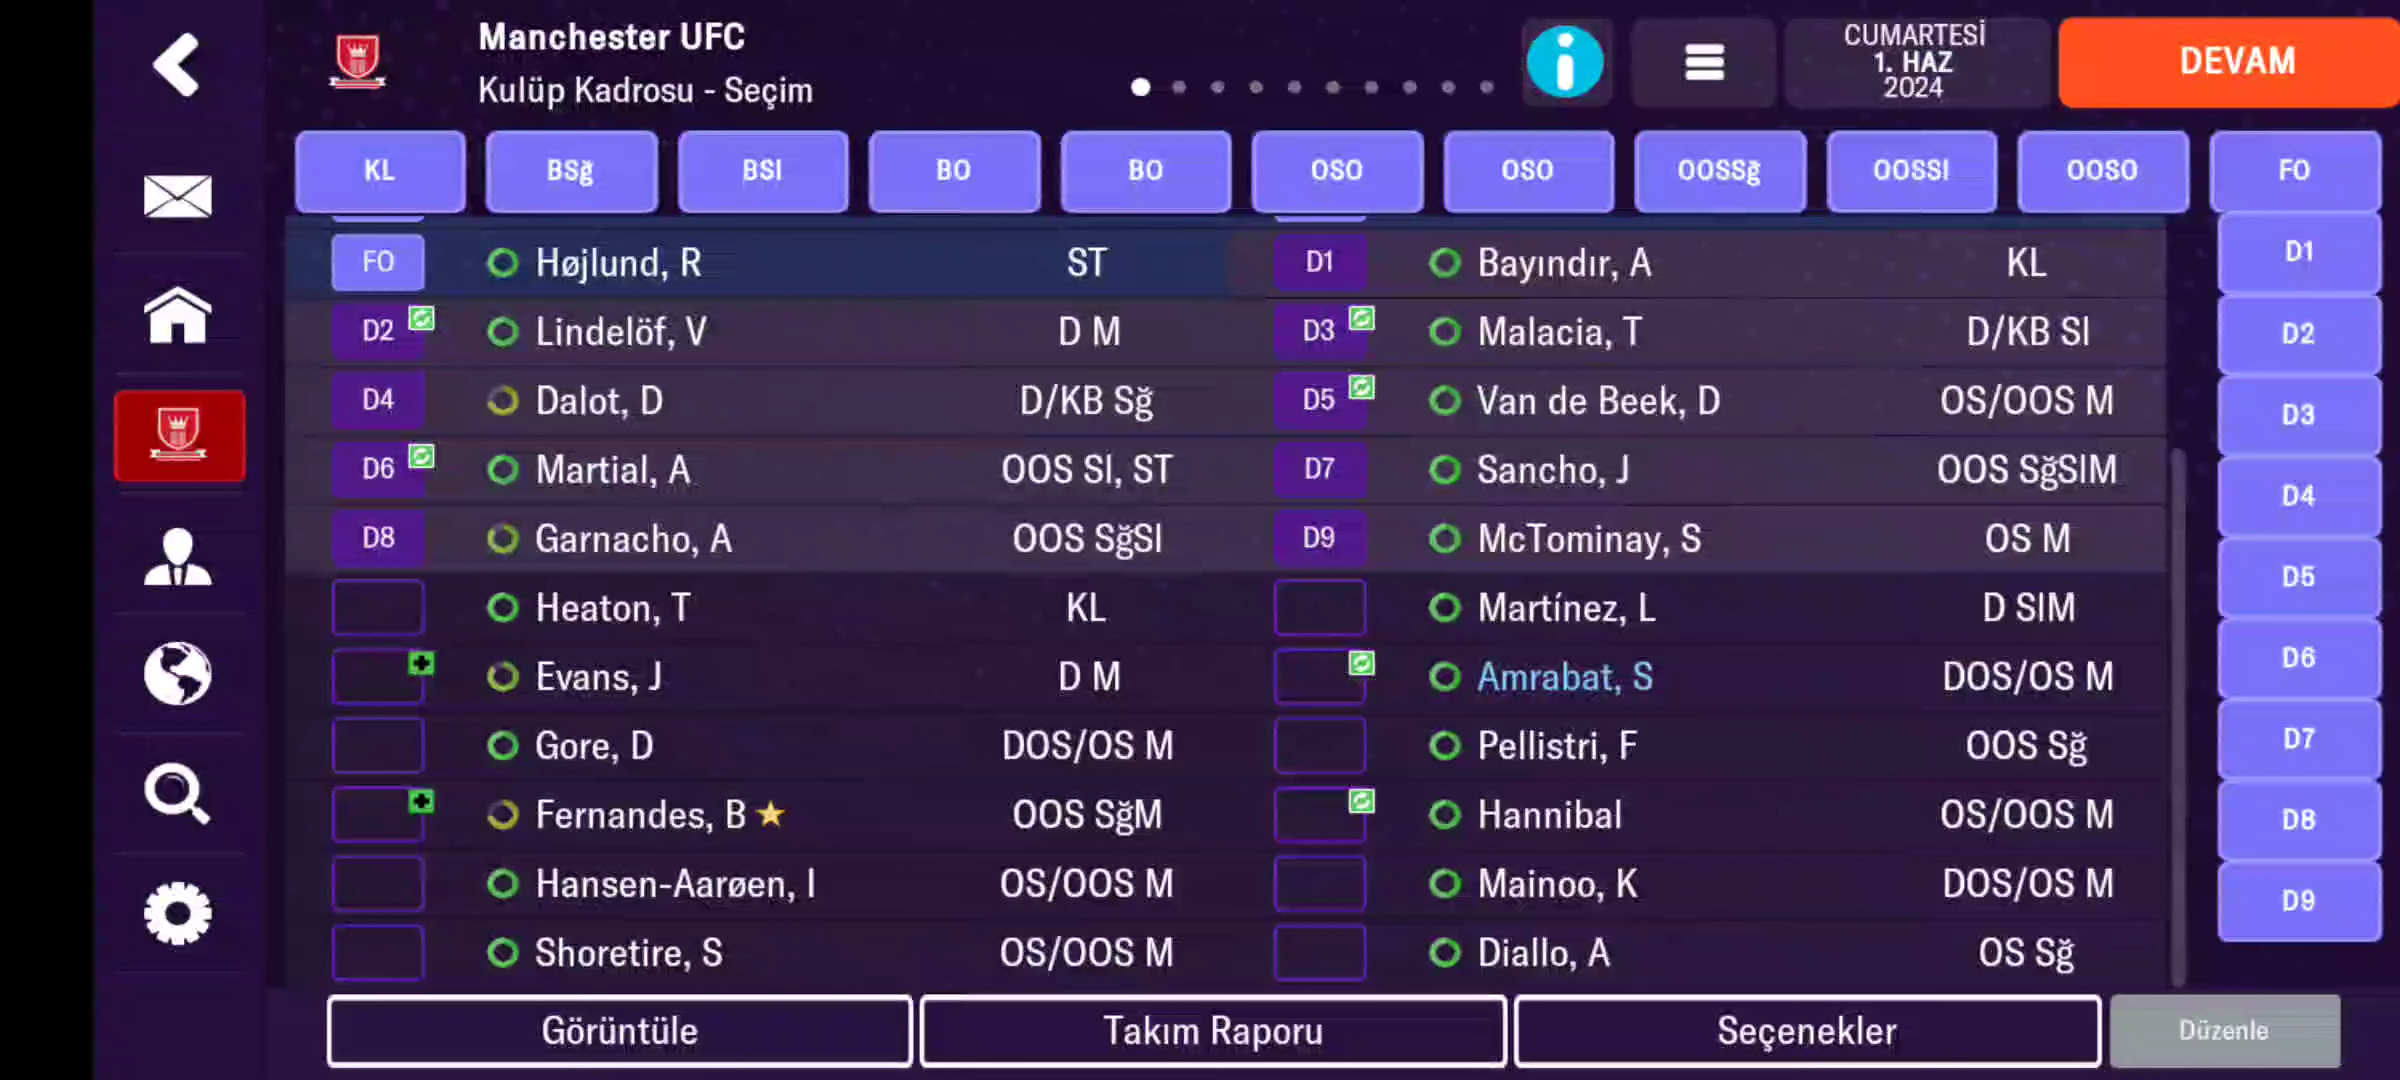 Manchester UFC
Kulüp Kadrosu - Seçim
CUMARTESİ
1. HAZ
2024
DEVAM
KL BSğ BSl BO BO OSO OSO OOSSğ OOSSl OOSO FO
FO Højlund, R ST D1 Bayındır, A KL D1
D2 Lindelöf, V D M D3 Malacia, T D/KB Sl D2
D4 Dalot, D D/KB Sğ D5 Van de Beek, D OS/OOS M D3
D6 Martial, A OOS Sl, ST D7 Sancho, J OOS SğSlM D4
D8 Garnacho, A OOS SğSl D9 McTominay, S OS M D5
Heaton, T KL Martínez, L D SlM D6
Evans, J D M Amrabat, S DOS/OS M
Gore, D DOS/OS M Pellistri, F OOS Sğ D7
Fernandes, B OOS SğM Hannibal OS/OOS M D8
Hansen-Aarøen, I OS/OOS M Mainoo, K DOS/OS M D9
Shoretire, S OS/OOS M Diallo, A OS Sğ
Görüntüle Takım Raporu Seçenekler Düzenle